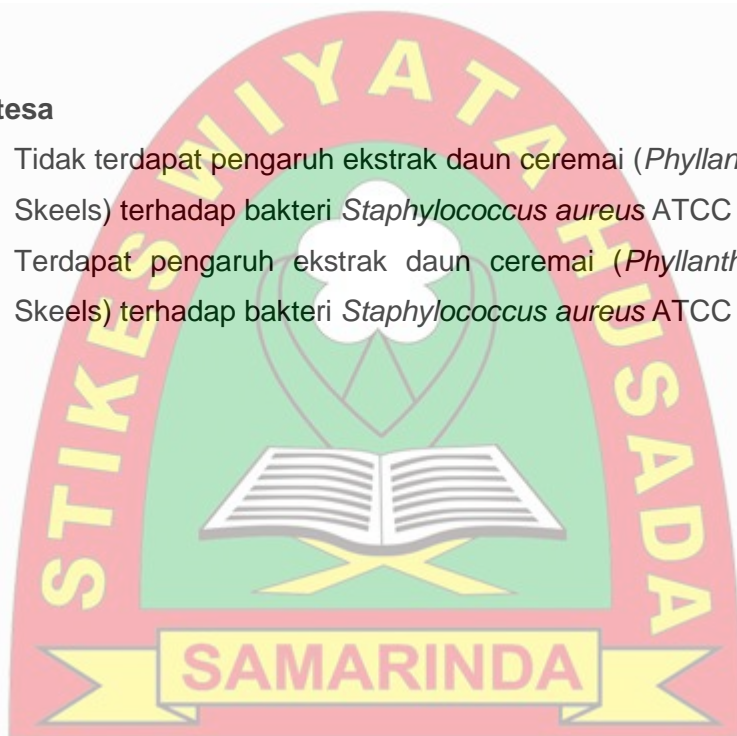 tesa
Tidak terdapat pengaruh ekstrak daun ceremai (Phyllan
Skeels) terhadap bakteri Staphylococcus aureus ATCC
Terdapat pengaruh ekstrak daun ceremai (Phyllanth
Skeels) terhadap bakteri Staphylococcus aureus ATCC
STIKES WIYATA HUSADA
SAMARINDA